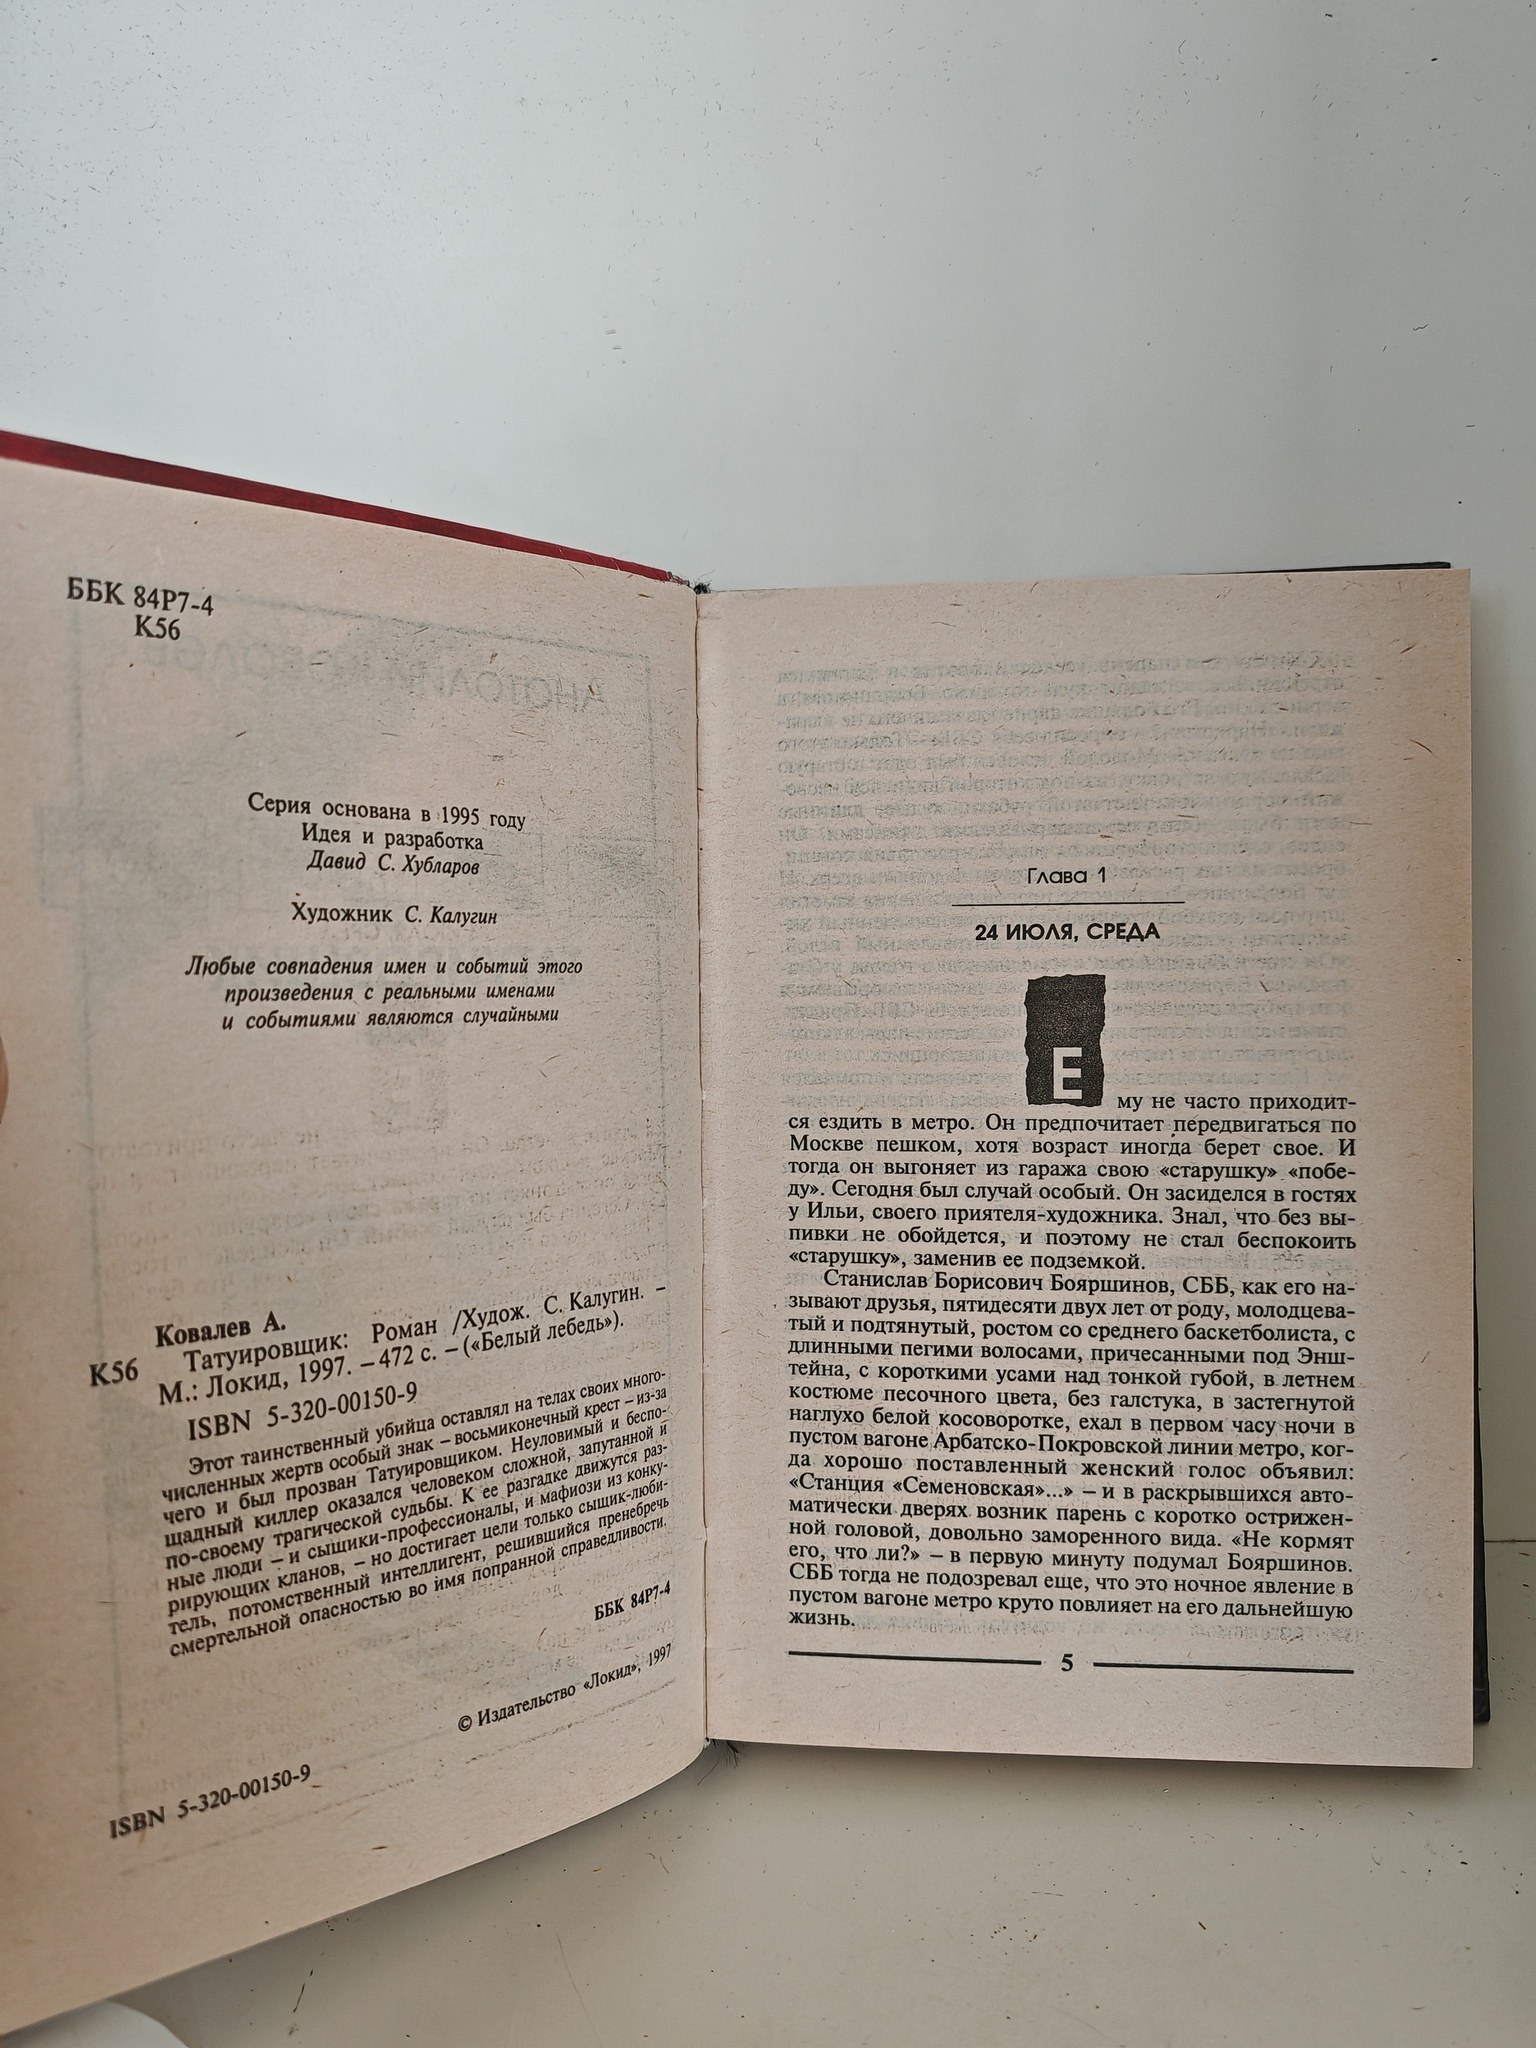 ББК 84Р7-4
К56
Серия основана в 1995 году
Идея и разработка
Давид С. Хубларов
Художник С. Калугин
Любые совпадения имен и событий этого
произведения с реальными именами
и событиями являются случайными
Ковалев А.
К56 Татуировщик: Роман /Худож. С. Калугин. –
М.: Локид, 1997. – 472 с. – («Белый лебедь»).
ISBN 5-320-00150-9
Этот таинственный убийца оставлял на телах своих много-
численных жертв особый знак – восьмиконечный крест – из-за
чего и был прозван Татуировщиком. Неуловимый и беспо-
щадный киллер оказался человеком сложной, запутанной и
по-своему трагической судьбы. К ее разгадке движутся раз-
ные люди – и сыщики-профессионалы, и мафиози из конку-
рирующих кланов, – но достигает цели только сыщик-люби-
тель, потомственный интеллигент, решившийся пренебречь
смертельной опасностью во имя попранной справедливости.
ББК 84Р7-4
© Издательство «Локид», 1997
ISBN 5-320-00150-9
Глава 1
24 ИЮЛЯ, СРЕДА
Ему не часто приходит-
ся ездить в метро. Он предпочитает передвигаться по
Москве пешком, хотя возраст иногда берет свое. И
тогда он выгоняет из гаража свою «старушку» «побе-
ду». Сегодня был случай особый. Он засиделся в гостях
у Ильи, своего приятеля-художника. Знал, что без вы-
пивки не обойдется, и поэтому не стал беспокоить
«старушку», заменив ее подземкой.
Станислав Борисович Бояршинов, СББ, как его на-
зывают друзья, пятидесяти двух лет от роду, молодцева-
тый и подтянутый, ростом со среднего баскетболиста, с
длинными пегими волосами, причесанными под Энш-
тейна, с короткими усами над тонкой губой, в летнем
костюме песочного цвета, без галстука, в застегнутой
наглухо белой косоворотке, ехал в первом часу ночи в
пустом вагоне Арбатско-Покровской линии метро, ког-
да хорошо поставленный женский голос объявил:
«Станция «Семеновская»...» – и в раскрывшихся авто-
матически дверях возник парень с коротко острижен-
ной головой, довольно заморенного вида. «Не кормят
его, что ли?» – в первую минуту подумал Бояршинов.
СББ тогда не подозревал еще, что это ночное явление в
пустом вагоне метро круто повлияет на его дальнейшую
жизнь.
5